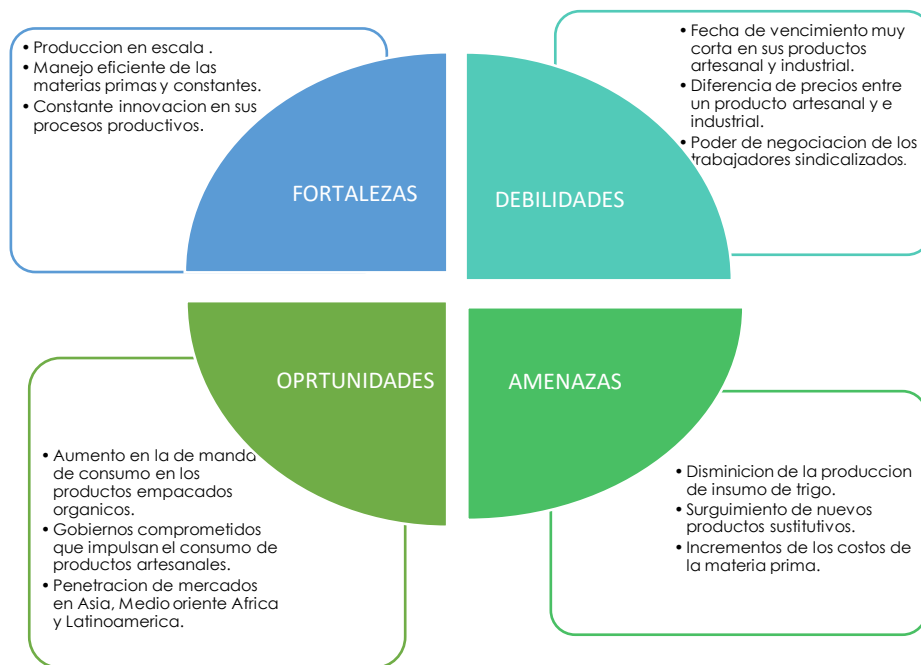 • Produccion en escala .
• Manejo eficiente de las
materias primas y constantes.
• Constante innovacion en sus
procesos productivos.
FORTALEZAS
• Fecha de vencimiento muy
corta en sus productos
artesanal y industrial.
• Diferencia de precios entre
un producto artesanal y e
industrial.
• Poder de negociacion de los
trabajadores sindicalizados.
DEBILIDADES
OPRTUNIDADES
• Aumento en la de manda
de consumo en los
productos empacados
organicos.
• Gobiernos comprometidos
que impulsan el consumo de
productos artesanales.
• Penetracion de mercados
en Asia, Medio oriente Africa
y Latinoamerica.
AMENAZAS
• Disminicion de la produccion
de insumo de trigo.
• Surguimiento de nuevos
productos sustitutivos.
• Incrementos de los costos de
la materia prima.